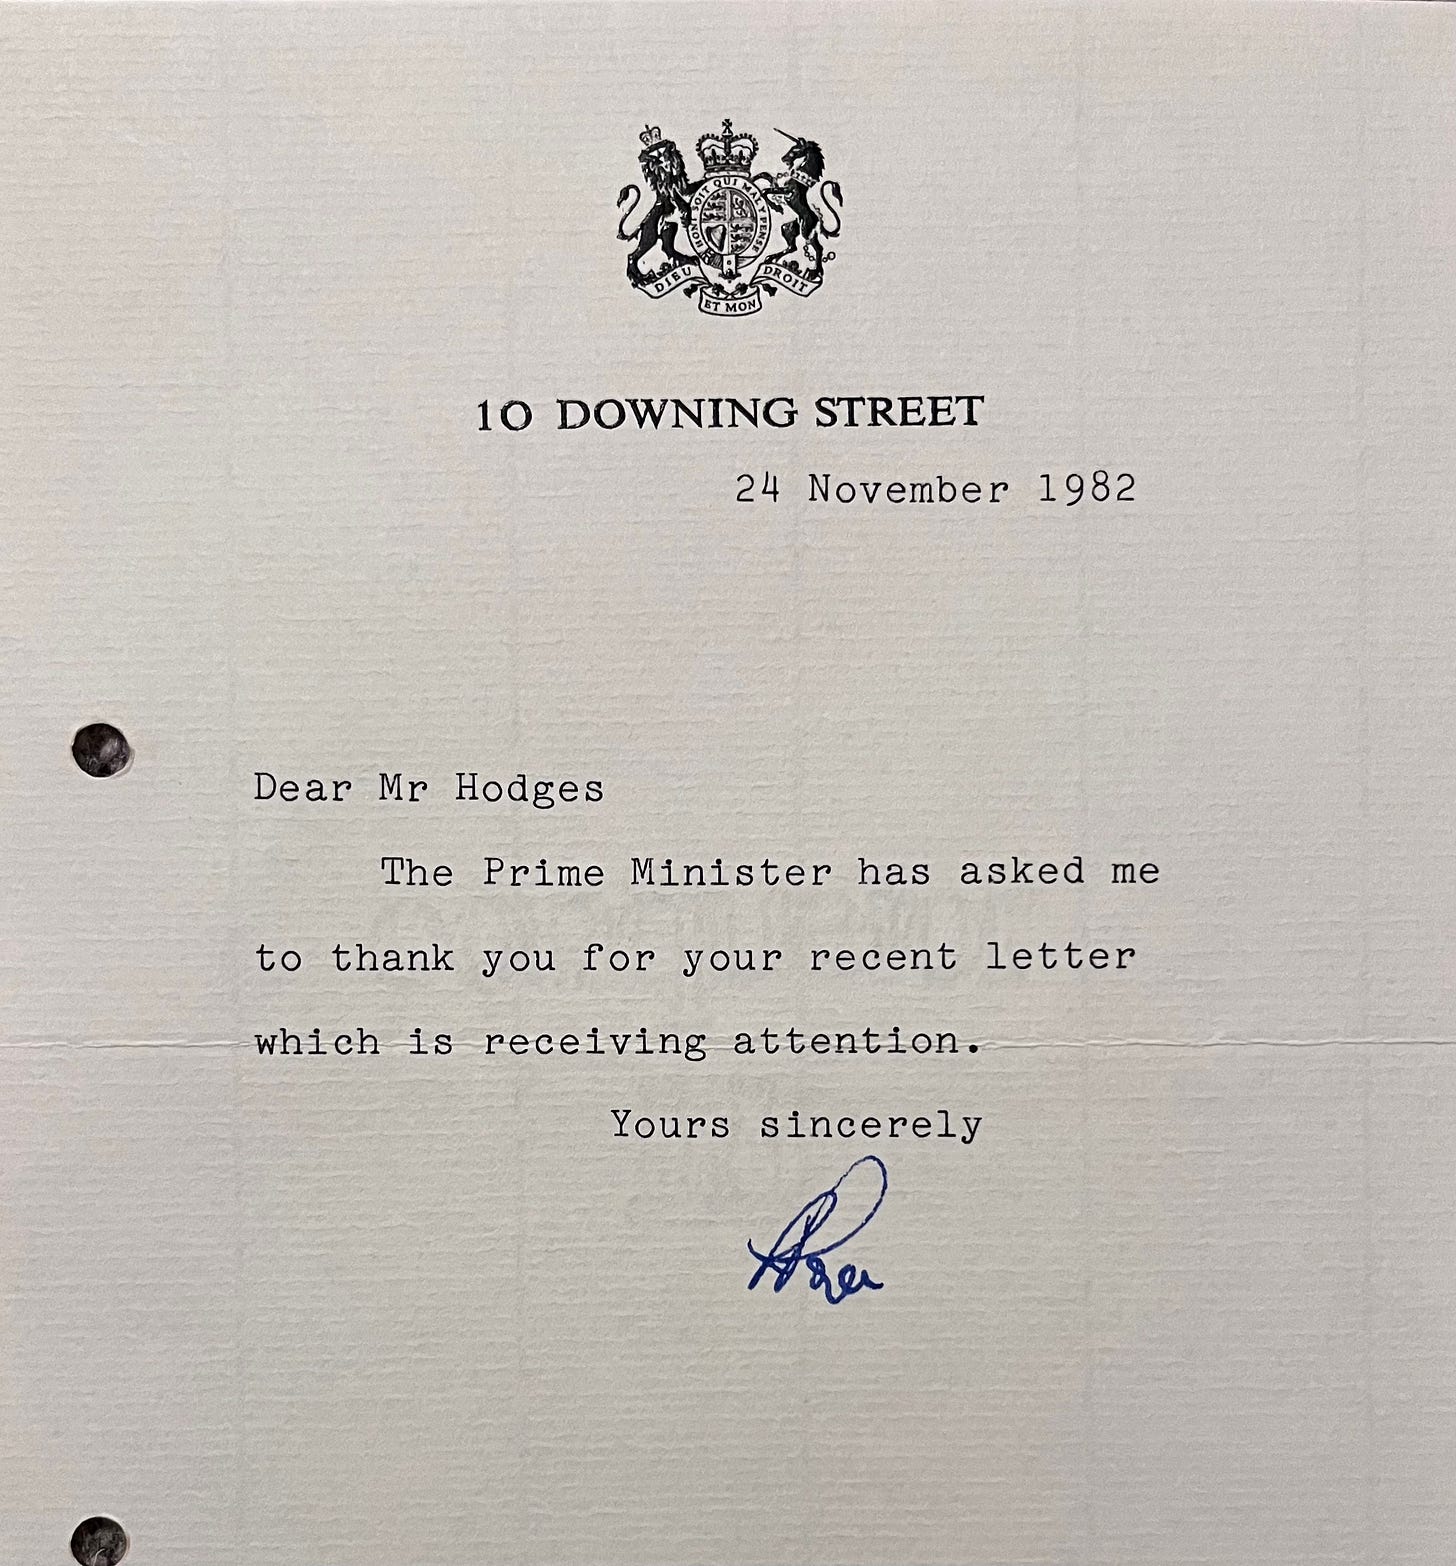 HONI SOIT QUI MAL Y PENSE
DIEU ET MON DROIT
10 DOWNING STREET
24 November 1982
Dear Mr Hodges
The Prime Minister has asked me
to thank you for your recent letter
which is receiving attention.
Yours sincerely